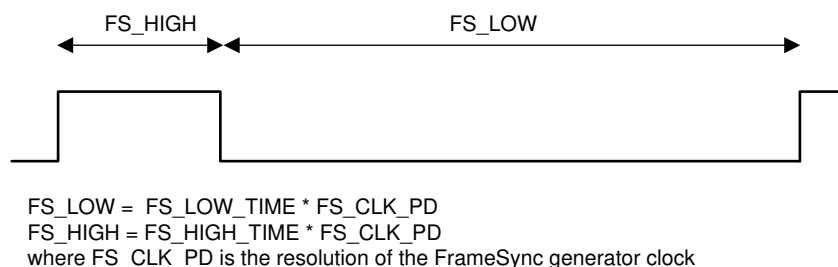 FS_HIGH FS_LOW
FS_LOW = FS_LOW_TIME * FS_CLK_PD
FS_HIGH = FS_HIGH_TIME * FS_CLK_PD
where FS_CLK_PD is the resolution of the FrameSync generator clock